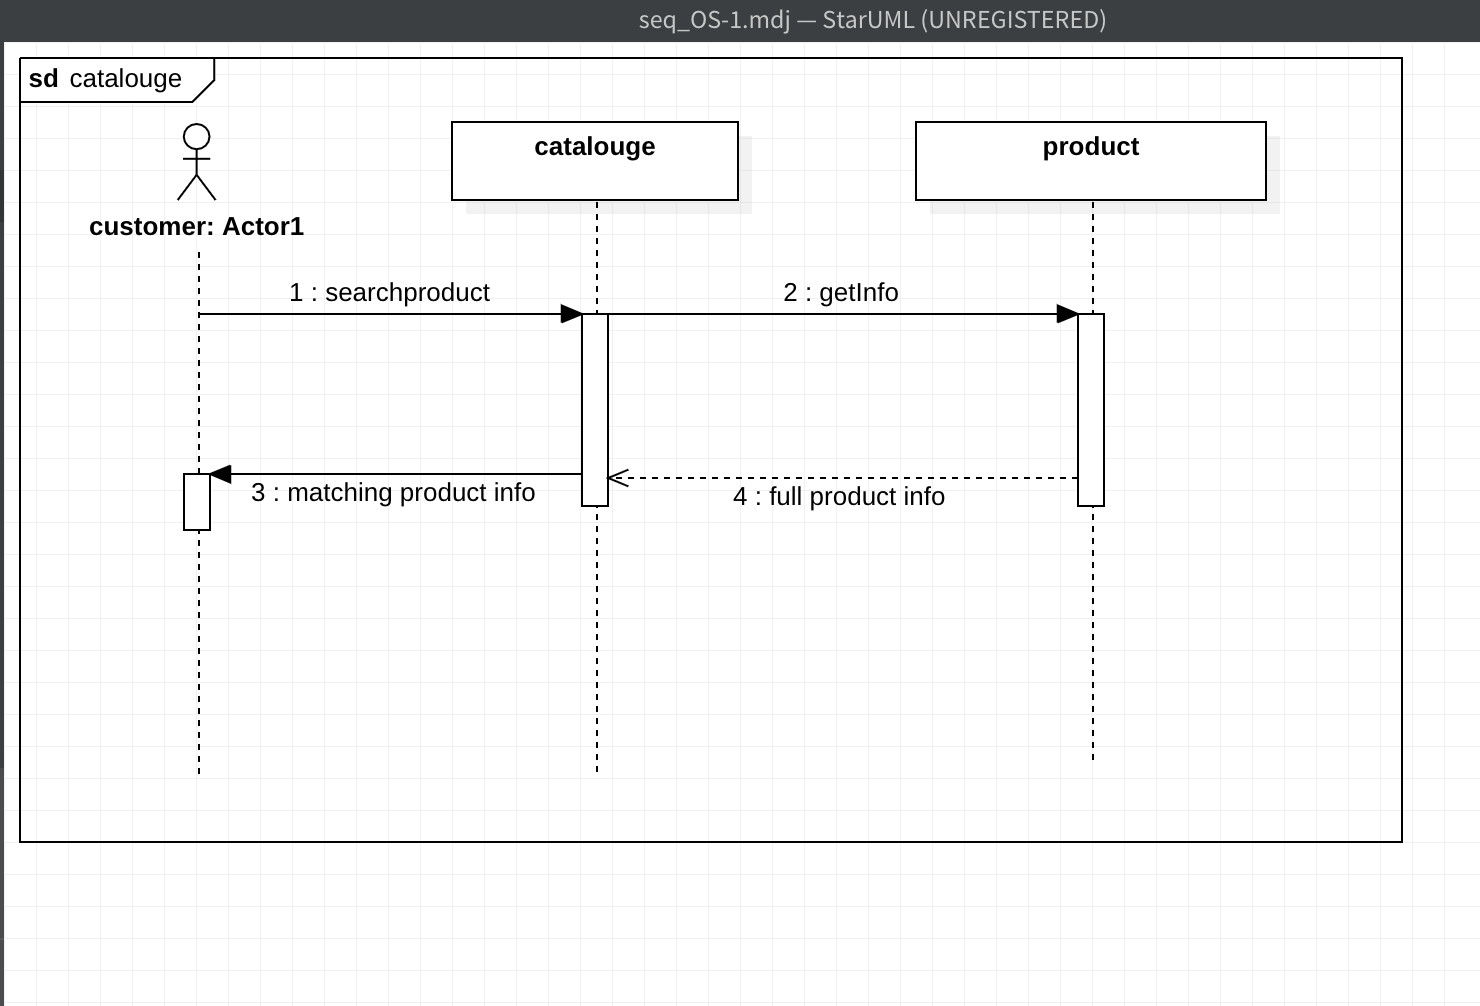 seq_OS-1.mdj — StarUML (UNREGISTERED)
sd catalouge
catalouge
product
customer: Actor1
1 : searchproduct
2 : getInfo
3 : matching product info
4 : full product info